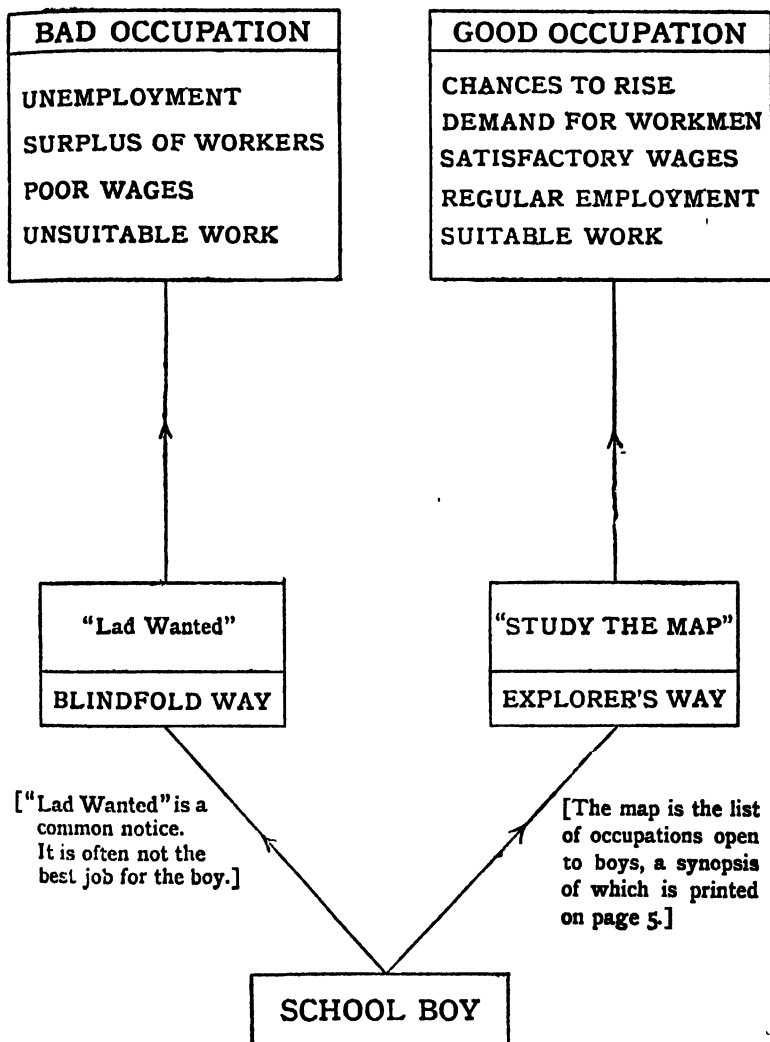 BAD OCCUPATION
UNEMPLOYMENT
SURPLUS OF WORKERS
POOR WAGES
UNSUITABLE WORK
GOOD OCCUPATION
CHANCES TO RISE
DEMAND FOR WORKMEN
SATISFACTORY WAGES
REGULAR EMPLOYMENT
SUITABLE WORK
"Lad Wanted"
BLINDFOLD WAY
"STUDY THE MAP"
EXPLORER'S WAY
["Lad Wanted" is a
common notice.
It is often not the
best job for the boy.]
[The map is the list
of occupations open
to boys, a synopsis
of which is printed
on page 5.]
SCHOOL BOY